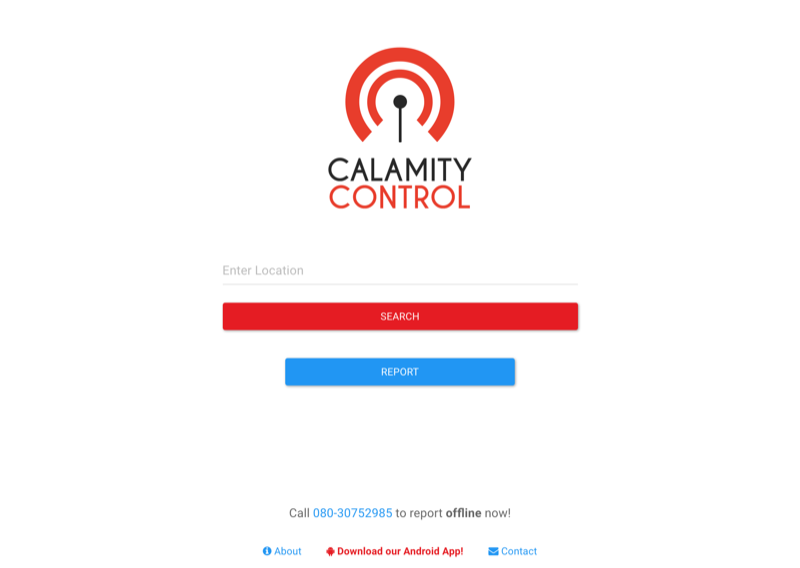 CALAMITY
CONTROL
Enter Location
SEARCH
REPORT
Call 080-30752985 to report offline now!
About Download our Android App! Contact